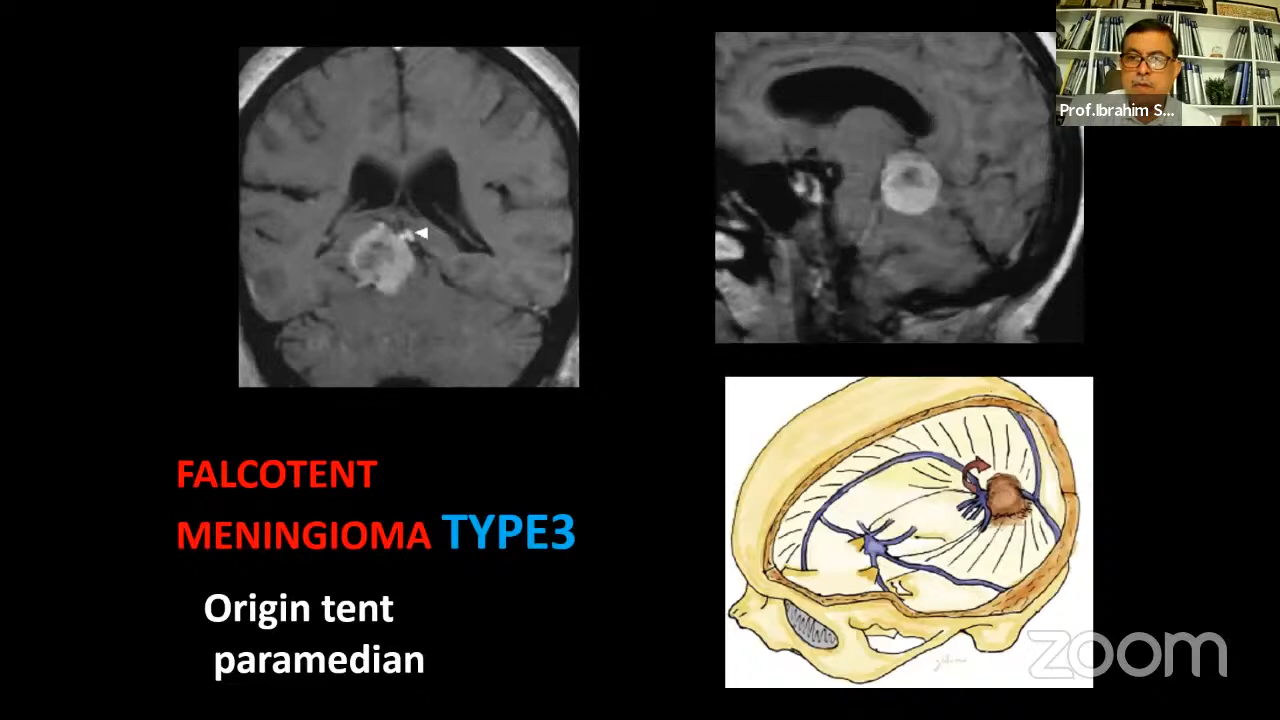 Prof.Ibrahim S...
FALCOTENT
MENINGIOMA TYPE3
Origin tent
paramedian
zoom